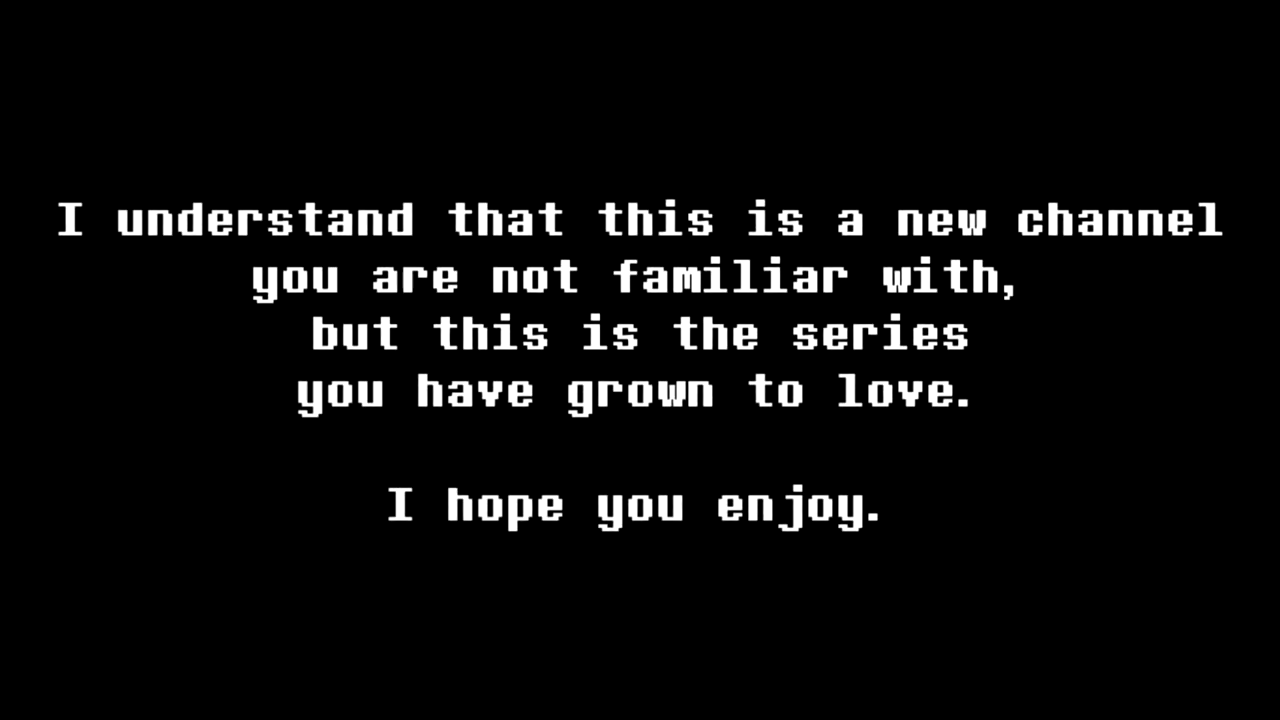 I understand that this is a new channel
you are not familiar with,
but this is the series
you have grown to love.
I hope you enjoy.